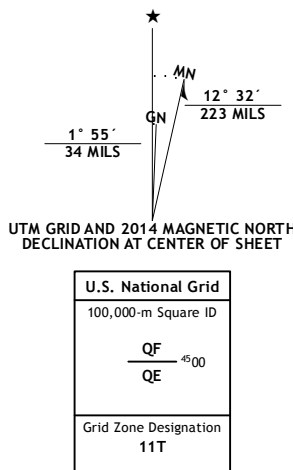 ★
MN
GN
12° 32´
223 MILS
1° 55´
34 MILS
UTM GRID AND 2014 MAGNETIC NORTH
DECLINATION AT CENTER OF SHEET
U.S. National Grid
100,000-m Square ID
QF
4500
QE
Grid Zone Designation
11T